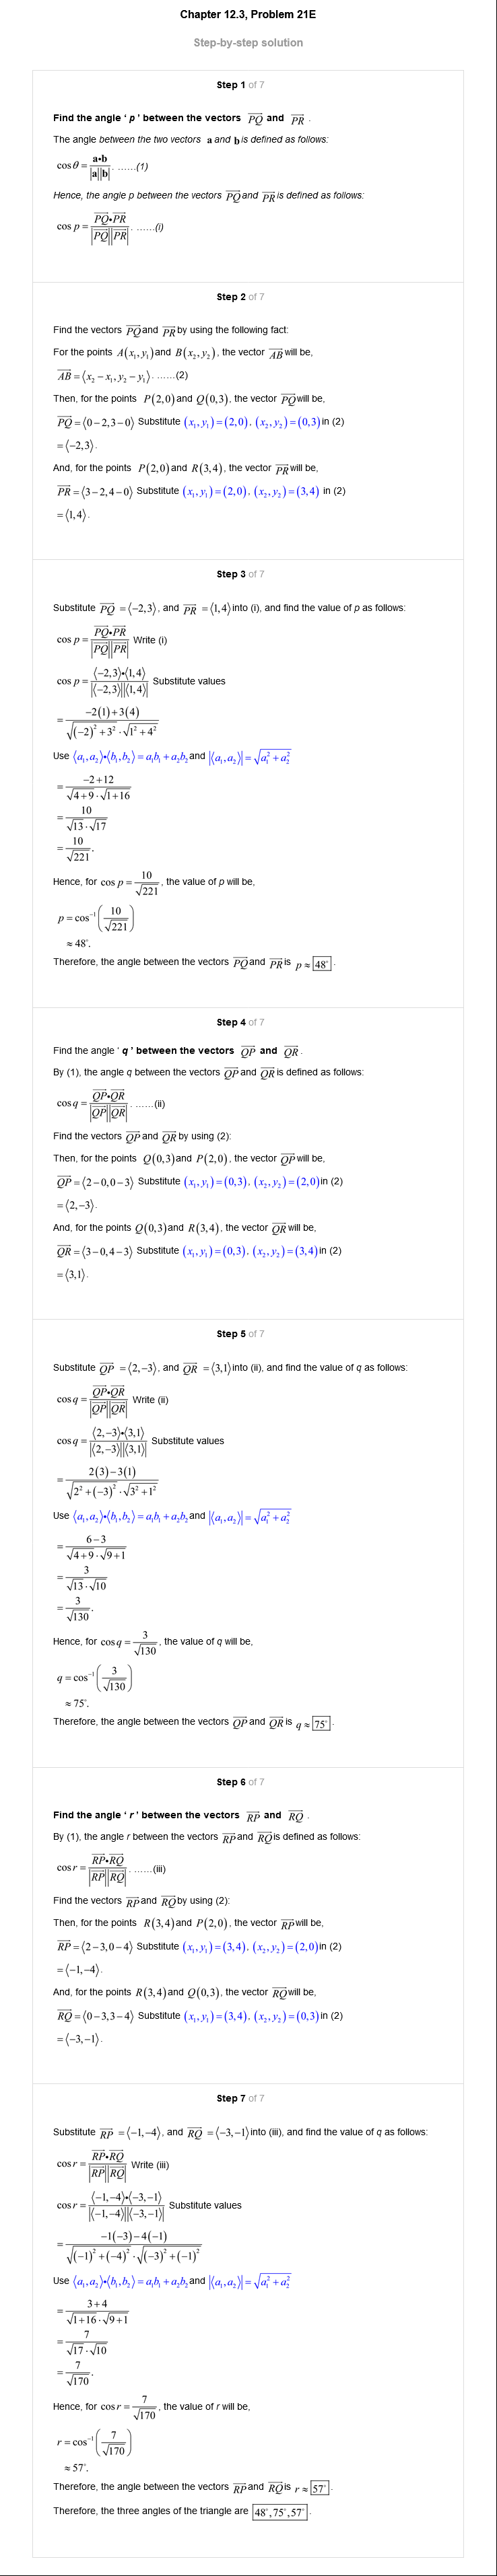 Chapter 12.3, Problem 21E
Step-by-step solution
Step 1 of 7
Find the angle ‘ p ’ between the vectors $\overrightarrow{PQ}$ and $\overrightarrow{PR}$ .
The angle between the two vectors a and b is defined as follows:
$\cos\theta = \frac{\mathbf{a}\bullet\mathbf{b}}{|\mathbf{a}||\mathbf{b}|}$. ……(1)
Hence, the angle p between the vectors $\overrightarrow{PQ}$ and $\overrightarrow{PR}$ is defined as follows:
$\cos p = \frac{\overrightarrow{PQ}\bullet\overrightarrow{PR}}{|\overrightarrow{PQ}||\overrightarrow{PR}|}$. ……(i)
Step 2 of 7
Find the vectors $\overrightarrow{PQ}$ and $\overrightarrow{PR}$ by using the following fact:
For the points $A(x_1, y_1)$ and $B(x_2, y_2)$, the vector $\overrightarrow{AB}$ will be,
$\overrightarrow{AB} = \langle x_2 - x_1, y_2 - y_1 \rangle$. ……(2)
Then, for the points $P(2,0)$ and $Q(0,3)$, the vector $\overrightarrow{PQ}$ will be,
$\overrightarrow{PQ} = \langle 0-2, 3-0 \rangle$ Substitute $(x_1, y_1) = (2,0)$, $(x_2, y_2) = (0,3)$ in (2)
$= \langle -2, 3 \rangle$.
And, for the points $P(2,0)$ and $R(3,4)$, the vector $\overrightarrow{PR}$ will be,
$\overrightarrow{PR} = \langle 3-2, 4-0 \rangle$ Substitute $(x_1, y_1) = (2,0)$, $(x_2, y_2) = (3,4)$ in (2)
$= \langle 1, 4 \rangle$.
Step 3 of 7
Substitute $\overrightarrow{PQ} = \langle -2,3 \rangle$, and $\overrightarrow{PR} = \langle 1,4 \rangle$ into (i), and find the value of p as follows:
$\cos p = \frac{\overrightarrow{PQ}\bullet\overrightarrow{PR}}{|\overrightarrow{PQ}||\overrightarrow{PR}|}$ Write (i)
$\cos p = \frac{\langle -2,3 \rangle\bullet\langle 1,4 \rangle}{|\langle -2,3 \rangle||\langle 1,4 \rangle|}$ Substitute values
$= \frac{-2(1)+3(4)}{\sqrt{(-2)^2+3^2}\cdot\sqrt{1^2+4^2}}$
Use $\langle a_1, a_2 \rangle\bullet\langle b_1, b_2 \rangle = a_1b_1 + a_2b_2$ and $|\langle a_1, a_2 \rangle| = \sqrt{a_1^2 + a_2^2}$
$= \frac{-2+12}{\sqrt{4+9}\cdot\sqrt{1+16}}$
$= \frac{10}{\sqrt{13}\cdot\sqrt{17}}$
$= \frac{10}{\sqrt{221}}$.
Hence, for $\cos p = \frac{10}{\sqrt{221}}$, the value of p will be,
$p = \cos^{-1}\left(\frac{10}{\sqrt{221}}\right)$
$\approx 48^\circ$.
Therefore, the angle between the vectors $\overrightarrow{PQ}$ and $\overrightarrow{PR}$ is $p \approx \boxed{48^\circ}$.
Step 4 of 7
Find the angle ‘ q ’ between the vectors $\overrightarrow{QP}$ and $\overrightarrow{QR}$ .
By (1), the angle q between the vectors $\overrightarrow{QP}$ and $\overrightarrow{QR}$ is defined as follows:
$\cos q = \frac{\overrightarrow{QP}\bullet\overrightarrow{QR}}{|\overrightarrow{QP}||\overrightarrow{QR}|}$. ……(ii)
Find the vectors $\overrightarrow{QP}$ and $\overrightarrow{QR}$ by using (2):
Then, for the points $Q(0,3)$ and $P(2,0)$, the vector $\overrightarrow{QP}$ will be,
$\overrightarrow{QP} = \langle 2-0, 0-3 \rangle$ Substitute $(x_1, y_1) = (0,3)$, $(x_2, y_2) = (2,0)$ in (2)
$= \langle 2, -3 \rangle$.
And, for the points $Q(0,3)$ and $R(3,4)$, the vector $\overrightarrow{QR}$ will be,
$\overrightarrow{QR} = \langle 3-0, 4-3 \rangle$ Substitute $(x_1, y_1) = (0,3)$, $(x_2, y_2) = (3,4)$ in (2)
$= \langle 3, 1 \rangle$.
Step 5 of 7
Substitute $\overrightarrow{QP} = \langle 2,-3 \rangle$, and $\overrightarrow{QR} = \langle 3,1 \rangle$ into (ii), and find the value of q as follows:
$\cos q = \frac{\overrightarrow{QP}\bullet\overrightarrow{QR}}{|\overrightarrow{QP}||\overrightarrow{QR}|}$ Write (ii)
$\cos q = \frac{\langle 2,-3 \rangle\bullet\langle 3,1 \rangle}{|\langle 2,-3 \rangle||\langle 3,1 \rangle|}$ Substitute values
$= \frac{2(3)-3(1)}{\sqrt{2^2+(-3)^2}\cdot\sqrt{3^2+1^2}}$
Use $\langle a_1, a_2 \rangle\bullet\langle b_1, b_2 \rangle = a_1b_1 + a_2b_2$ and $|\langle a_1, a_2 \rangle| = \sqrt{a_1^2 + a_2^2}$
$= \frac{6-3}{\sqrt{4+9}\cdot\sqrt{9+1}}$
$= \frac{3}{\sqrt{13}\cdot\sqrt{10}}$
$= \frac{3}{\sqrt{130}}$.
Hence, for $\cos q = \frac{3}{\sqrt{130}}$, the value of q will be,
$q = \cos^{-1}\left(\frac{3}{\sqrt{130}}\right)$
$\approx 75^\circ$.
Therefore, the angle between the vectors $\overrightarrow{QP}$ and $\overrightarrow{QR}$ is $q \approx \boxed{75^\circ}$.
Step 6 of 7
Find the angle ‘ r ’ between the vectors $\overrightarrow{RP}$ and $\overrightarrow{RQ}$ .
By (1), the angle r between the vectors $\overrightarrow{RP}$ and $\overrightarrow{RQ}$ is defined as follows:
$\cos r = \frac{\overrightarrow{RP}\bullet\overrightarrow{RQ}}{|\overrightarrow{RP}||\overrightarrow{RQ}|}$. ……(iii)
Find the vectors $\overrightarrow{RP}$ and $\overrightarrow{RQ}$ by using (2):
Then, for the points $R(3,4)$ and $P(2,0)$, the vector $\overrightarrow{RP}$ will be,
$\overrightarrow{RP} = \langle 2-3, 0-4 \rangle$ Substitute $(x_1, y_1) = (3,4)$, $(x_2, y_2) = (2,0)$ in (2)
$= \langle -1, -4 \rangle$.
And, for the points $R(3,4)$ and $Q(0,3)$, the vector $\overrightarrow{RQ}$ will be,
$\overrightarrow{RQ} = \langle 0-3, 3-4 \rangle$ Substitute $(x_1, y_1) = (3,4)$, $(x_2, y_2) = (0,3)$ in (2)
$= \langle -3, -1 \rangle$.
Step 7 of 7
Substitute $\overrightarrow{RP} = \langle -1,-4 \rangle$, and $\overrightarrow{RQ} = \langle -3,-1 \rangle$ into (iii), and find the value of q as follows:
$\cos r = \frac{\overrightarrow{RP}\bullet\overrightarrow{RQ}}{|\overrightarrow{RP}||\overrightarrow{RQ}|}$ Write (iii)
$\cos r = \frac{\langle -1,-4 \rangle\bullet\langle -3,-1 \rangle}{|\langle -1,-4 \rangle||\langle -3,-1 \rangle|}$ Substitute values
$= \frac{-1(-3)-4(-1)}{\sqrt{(-1)^2+(-4)^2}\cdot\sqrt{(-3)^2+(-1)^2}}$
Use $\langle a_1, a_2 \rangle\bullet\langle b_1, b_2 \rangle = a_1b_1 + a_2b_2$ and $|\langle a_1, a_2 \rangle| = \sqrt{a_1^2 + a_2^2}$
$= \frac{3+4}{\sqrt{1+16}\cdot\sqrt{9+1}}$
$= \frac{7}{\sqrt{17}\cdot\sqrt{10}}$
$= \frac{7}{\sqrt{170}}$.
Hence, for $\cos r = \frac{7}{\sqrt{170}}$, the value of r will be,
$r = \cos^{-1}\left(\frac{7}{\sqrt{170}}\right)$
$\approx 57^\circ$.
Therefore, the angle between the vectors $\overrightarrow{RP}$ and $\overrightarrow{RQ}$ is $r \approx \boxed{57^\circ}$.
Therefore, the three angles of the triangle are $\boxed{48^\circ, 75^\circ, 57^\circ}$.